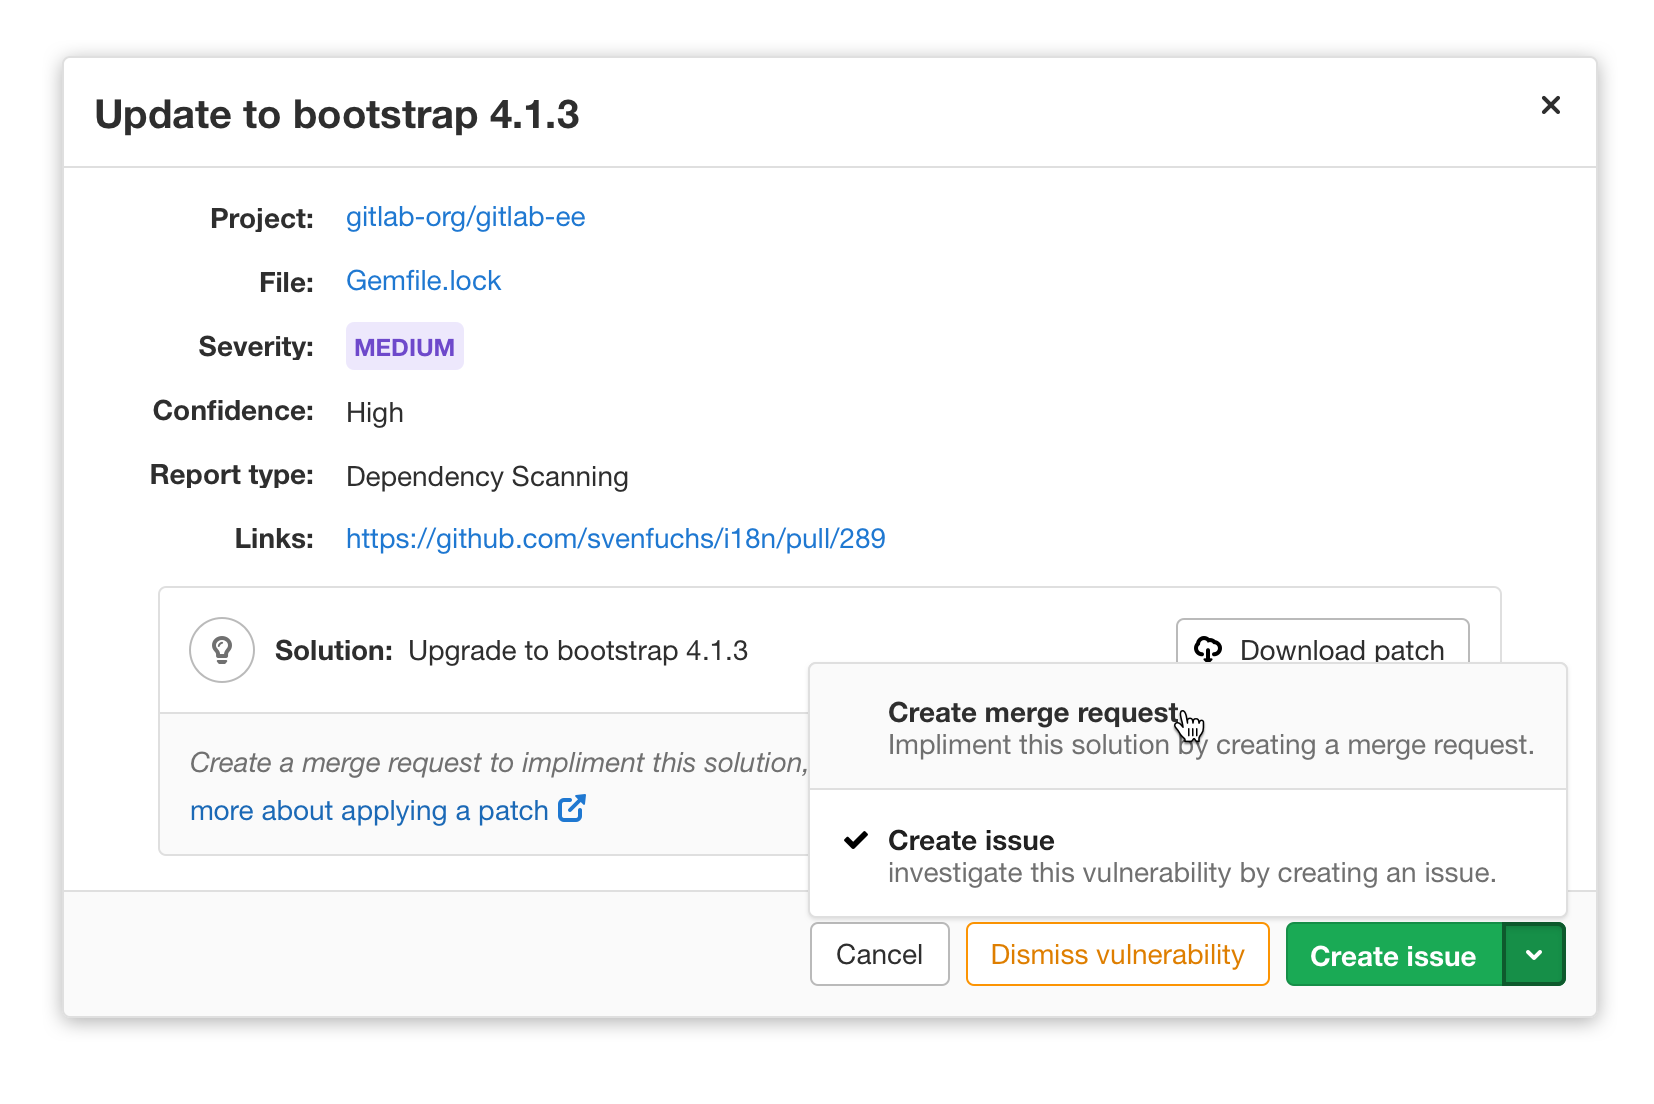 Update to bootstrap 4.1.3
Project: gitlab-org/gitlab-ee
File: Gemfile.lock
Severity: MEDIUM
Confidence: High
Report type: Dependency Scanning
Links: https://github.com/svenfuchs/i18n/pull/289
Solution: Upgrade to bootstrap 4.1.3
Download patch
Create a merge request to impliment this solution,
more about applying a patch
Create merge request
Impliment this solution by creating a merge request.
Create issue
investigate this vulnerability by creating an issue.
Cancel
Dismiss vulnerability
Create issue